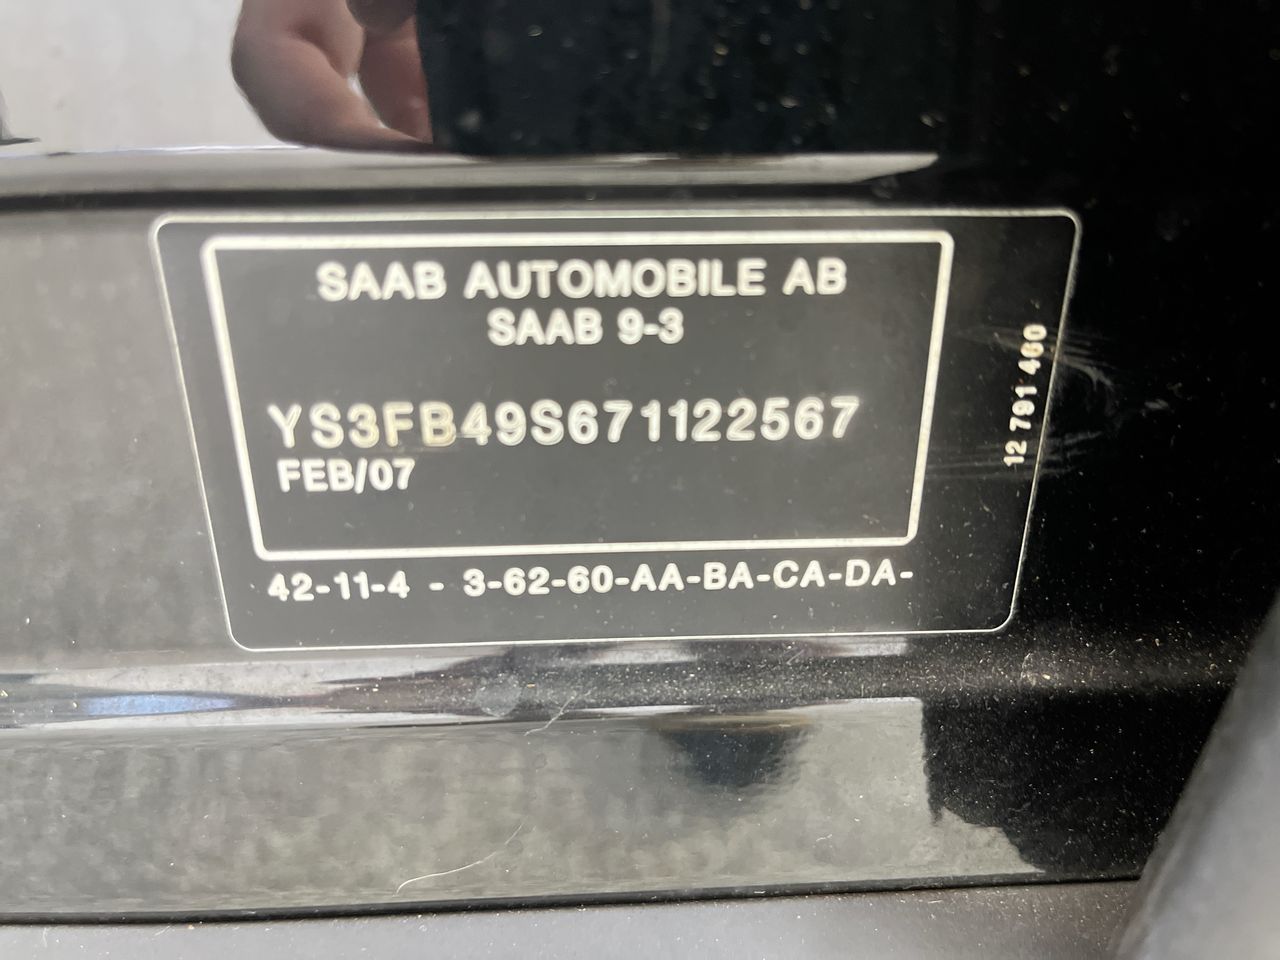 SAAB AUTOMOBILE AB
SAAB 9-3
YS3FB49S671122567
FEB/07
42-11-4 - 3-62-60-AA-BA-CA-DA-
12 791 460